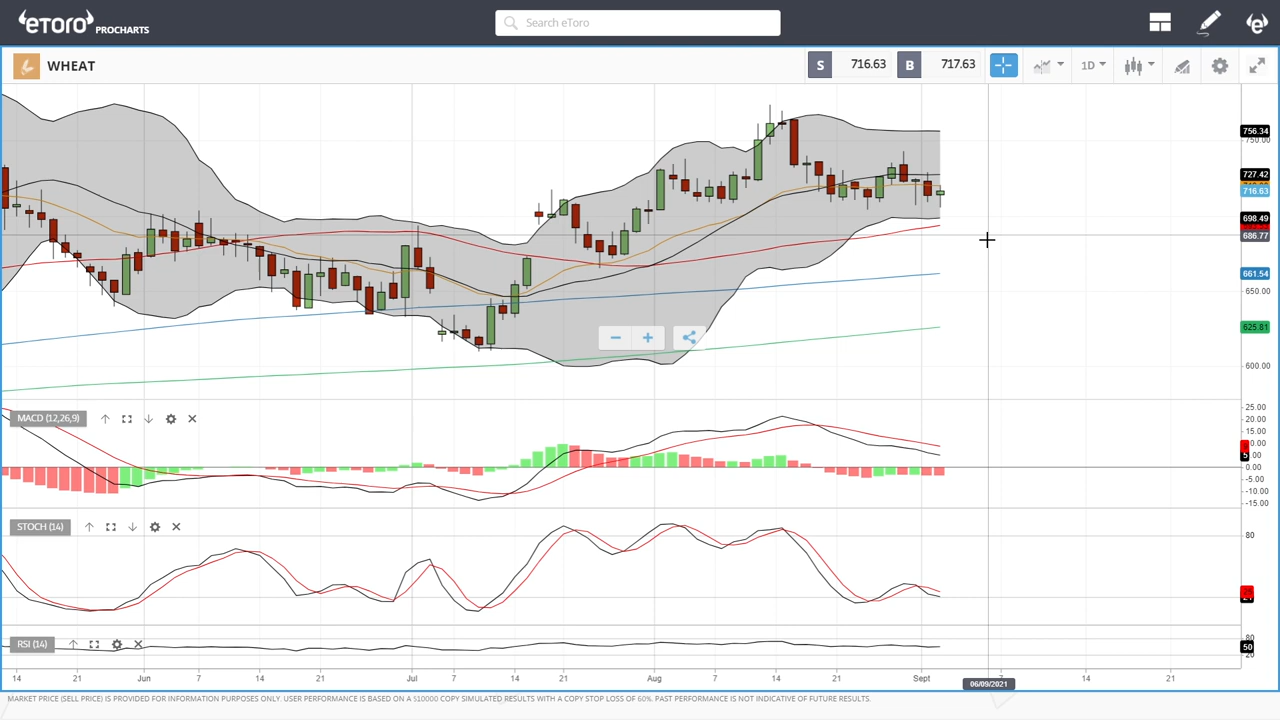 eToro PROCHARTS
Search eToro
WHEAT
S 716.63 B 717.63
1D
756.34
750.00
727.42
716.63
698.49
686.77
661.54
650.00
625.81
600.00
MACD (12,26,9)
25.00
20.00
15.00
0.00
-5.00
-10.00
-15.00
STOCH (14)
80
RSI (14)
80
50
20
14 21 Jun 7 14 21 Jul 7 14 21 Aug 7 14 21 Sept 7 14 21
06/09/2021
MARKET PRICE (SELL PRICE) IS PROVIDED FOR INFORMATION PURPOSES ONLY. USER PERFORMANCE IS BASED ON A $10000 COPY SIMULATED RESULTS WITH A COPY STOP LOSS OF 60%. PAST PERFORMANCE IS NOT INDICATIVE OF FUTURE RESULTS.